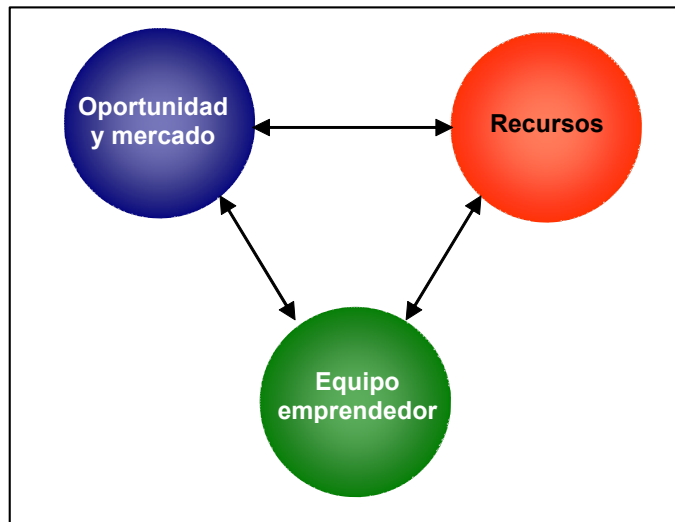 Oportunidad
y mercado
Recursos
Equipo
emprendedor